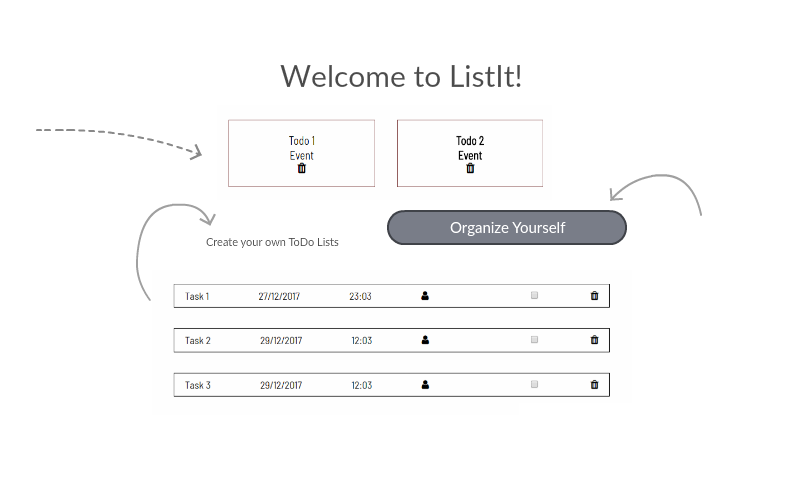 Welcome to ListIt!
Todo 1
Event
Todo 2
Event
Organize Yourself
Create your own ToDo Lists
Task 1 27/12/2017 23:03
Task 2 29/12/2017 12:03
Task 3 29/12/2017 12:03